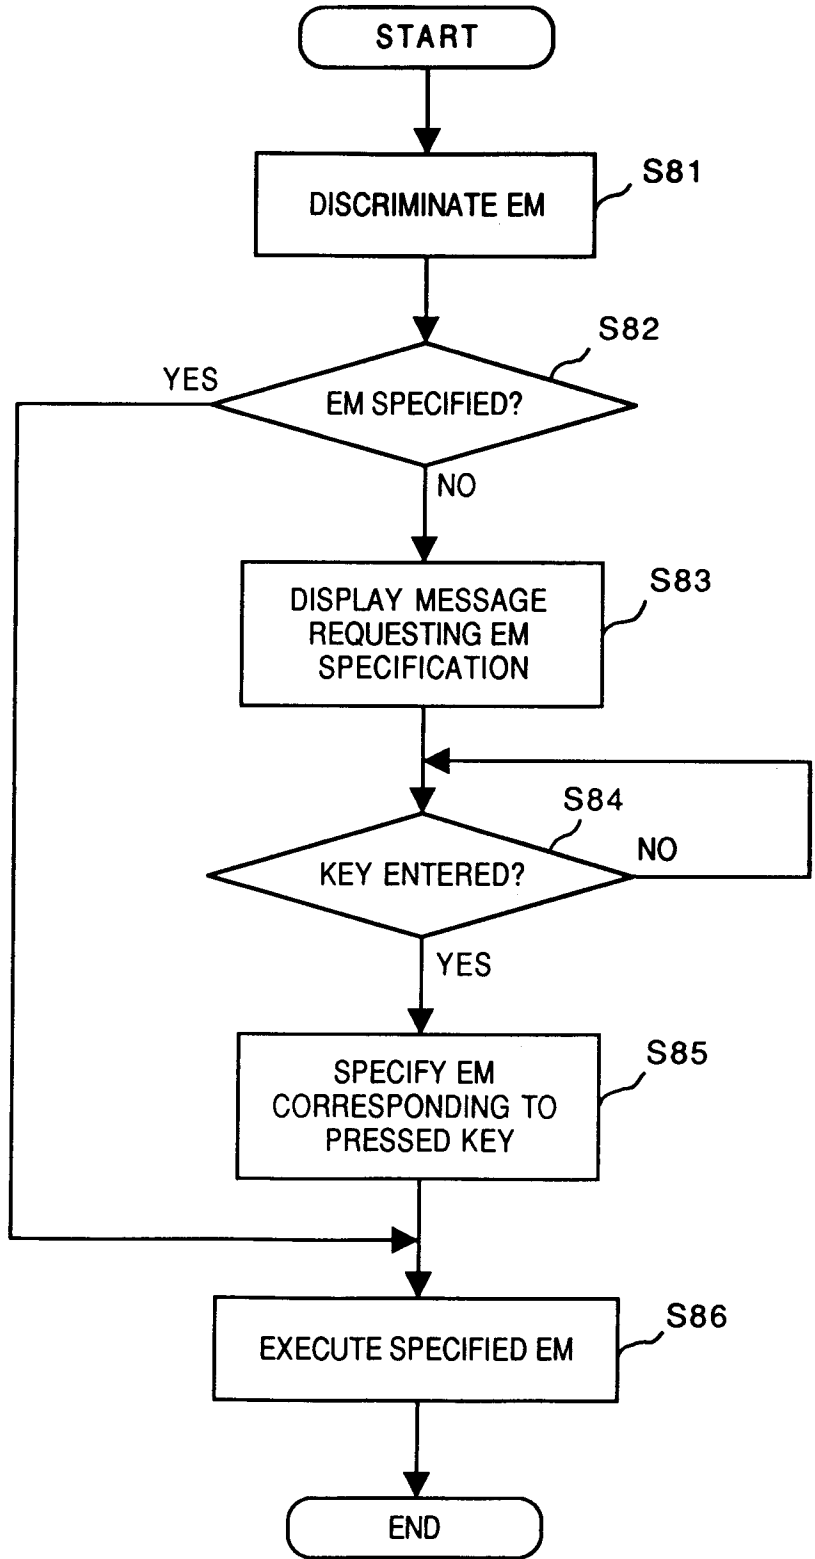 START
DISCRIMINATE EM
S81
S82
YES
EM SPECIFIED?
NO
DISPLAY MESSAGE
REQUESTING EM
SPECIFICATION
S83
S84
KEY ENTERED?
NO
YES
SPECIFY EM
CORRESPONDING TO
PRESSED KEY
S85
EXECUTE SPECIFIED EM
S86
END